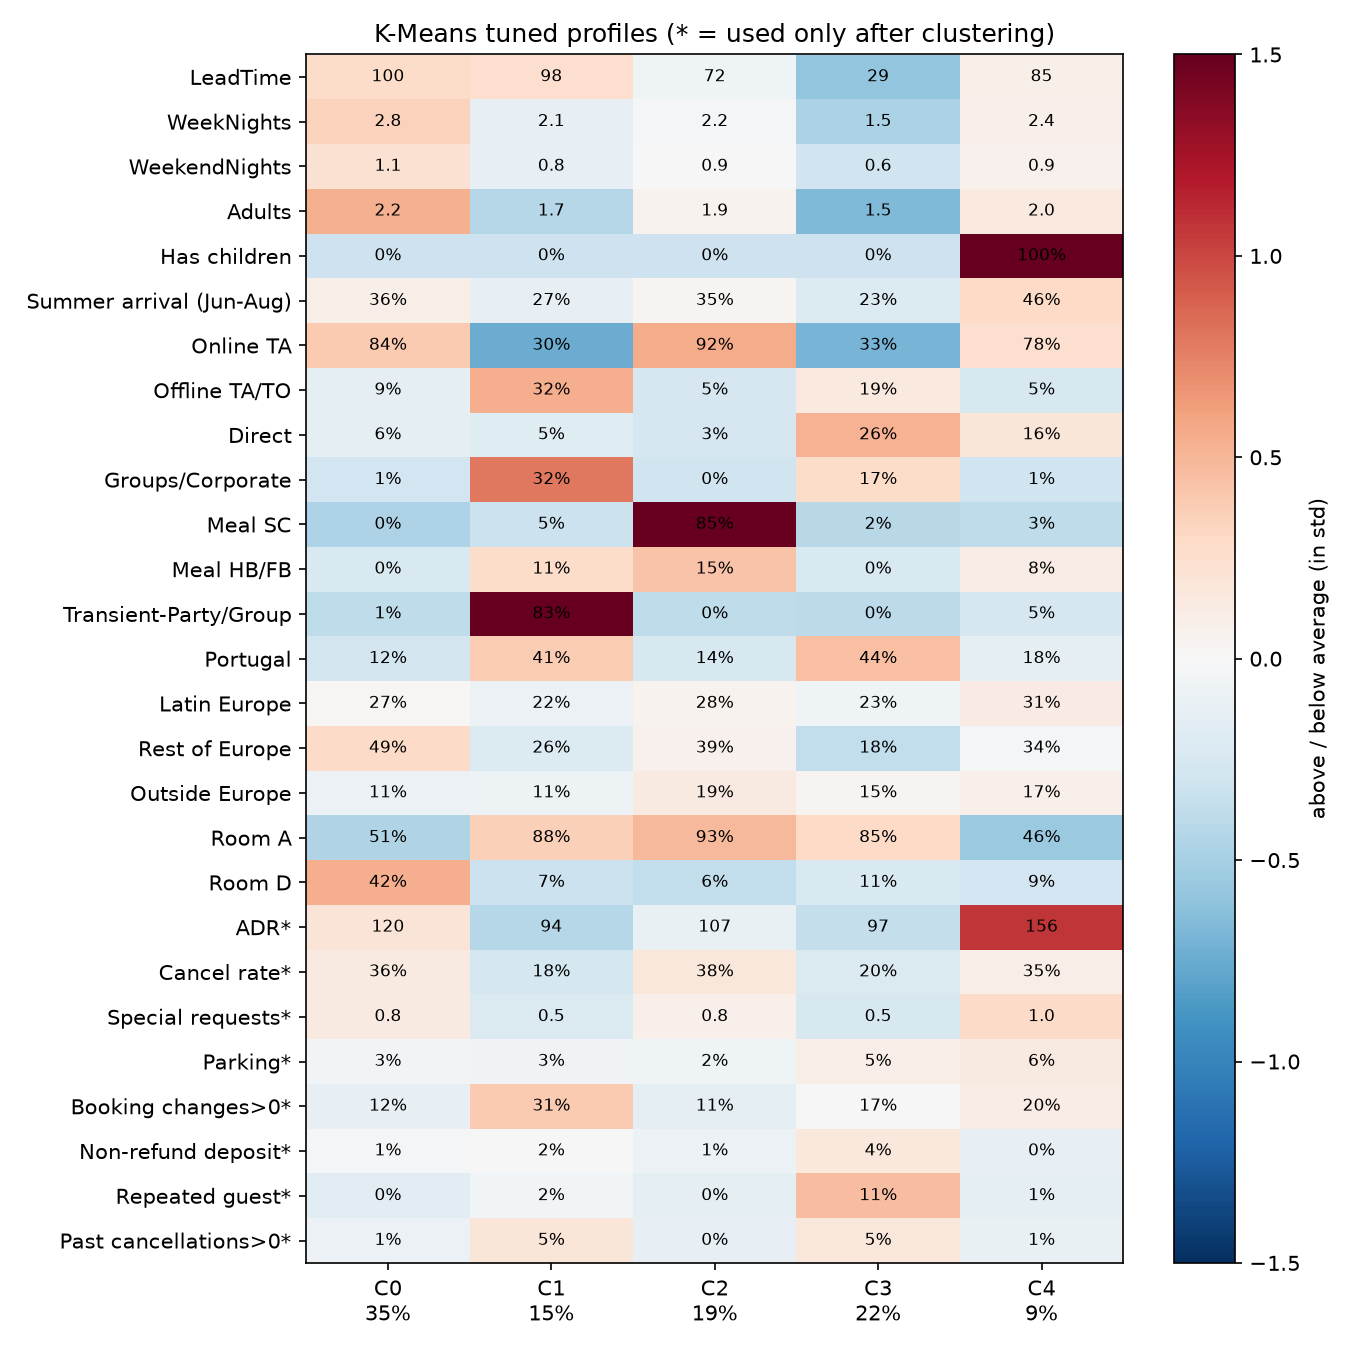 K-Means tuned profiles (* = used only after clustering)
LeadTime 100 98 72 29 85
WeekNights 2.8 2.1 2.2 1.5 2.4
WeekendNights 1.1 0.8 0.9 0.6 0.9
Adults 2.2 1.7 1.9 1.5 2.0
Has children 0% 0% 0% 0% 100%
Summer arrival (Jun-Aug) 36% 27% 35% 23% 46%
Online TA 84% 30% 92% 33% 78%
Offline TA/TO 9% 32% 5% 19% 5%
Direct 6% 5% 3% 26% 16%
Groups/Corporate 1% 32% 0% 17% 1%
Meal SC 0% 5% 85% 2% 3%
Meal HB/FB 0% 11% 15% 0% 8%
Transient-Party/Group 1% 83% 0% 0% 5%
Portugal 12% 41% 14% 44% 18%
Latin Europe 27% 22% 28% 23% 31%
Rest of Europe 49% 26% 39% 18% 34%
Outside Europe 11% 11% 19% 15% 17%
Room A 51% 88% 93% 85% 46%
Room D 42% 7% 6% 11% 9%
ADR* 120 94 107 97 156
Cancel rate* 36% 18% 38% 20% 35%
Special requests* 0.8 0.5 0.8 0.5 1.0
Parking* 3% 3% 2% 5% 6%
Booking changes>0* 12% 31% 11% 17% 20%
Non-refund deposit* 1% 2% 1% 4% 0%
Repeated guest* 0% 2% 0% 11% 1%
Past cancellations>0* 1% 5% 0% 5% 1%
C0 C1 C2 C3 C4
35% 15% 19% 22% 9%
1.5
1.0
0.5
0.0
−0.5
−1.0
−1.5
above / below average (in std)